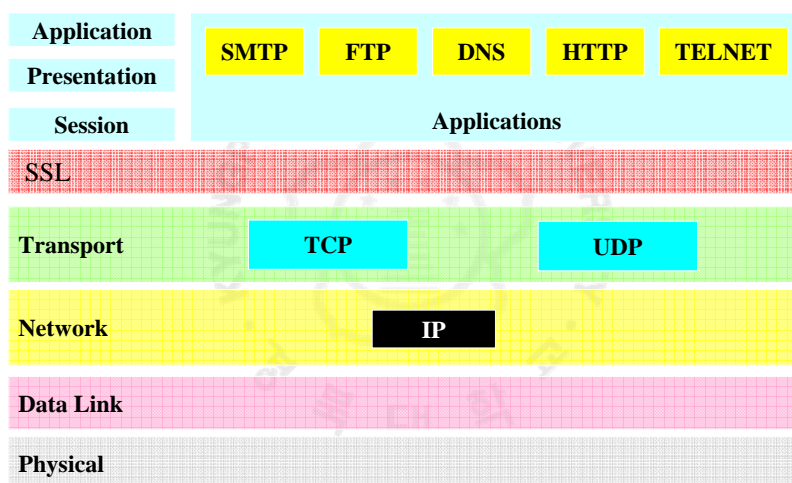 Application
SMTP FTP DNS HTTP TELNET
Presentation
Session
Applications
SSL
Transport
TCP
UDP
Network
IP
Data Link
Physical